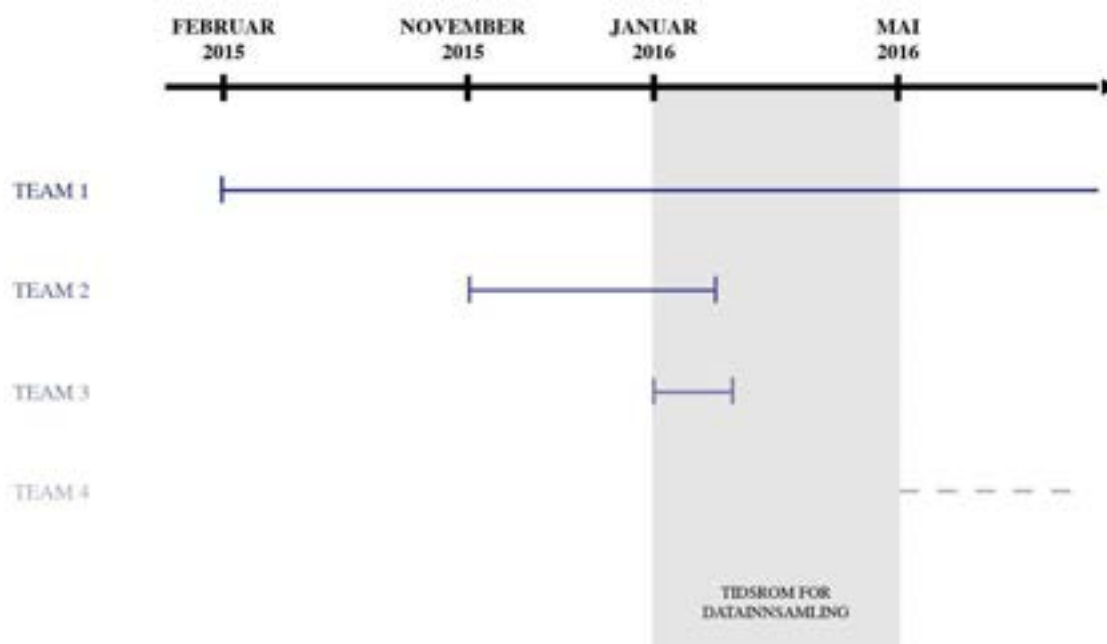 FEBRUAR
2015
NOVEMBER
2015
JANUAR
2016
MAI
2016
TEAM 1
TEAM 2
TEAM 3
TEAM 4
TIDSROM FOR
DATAINNSAMLING